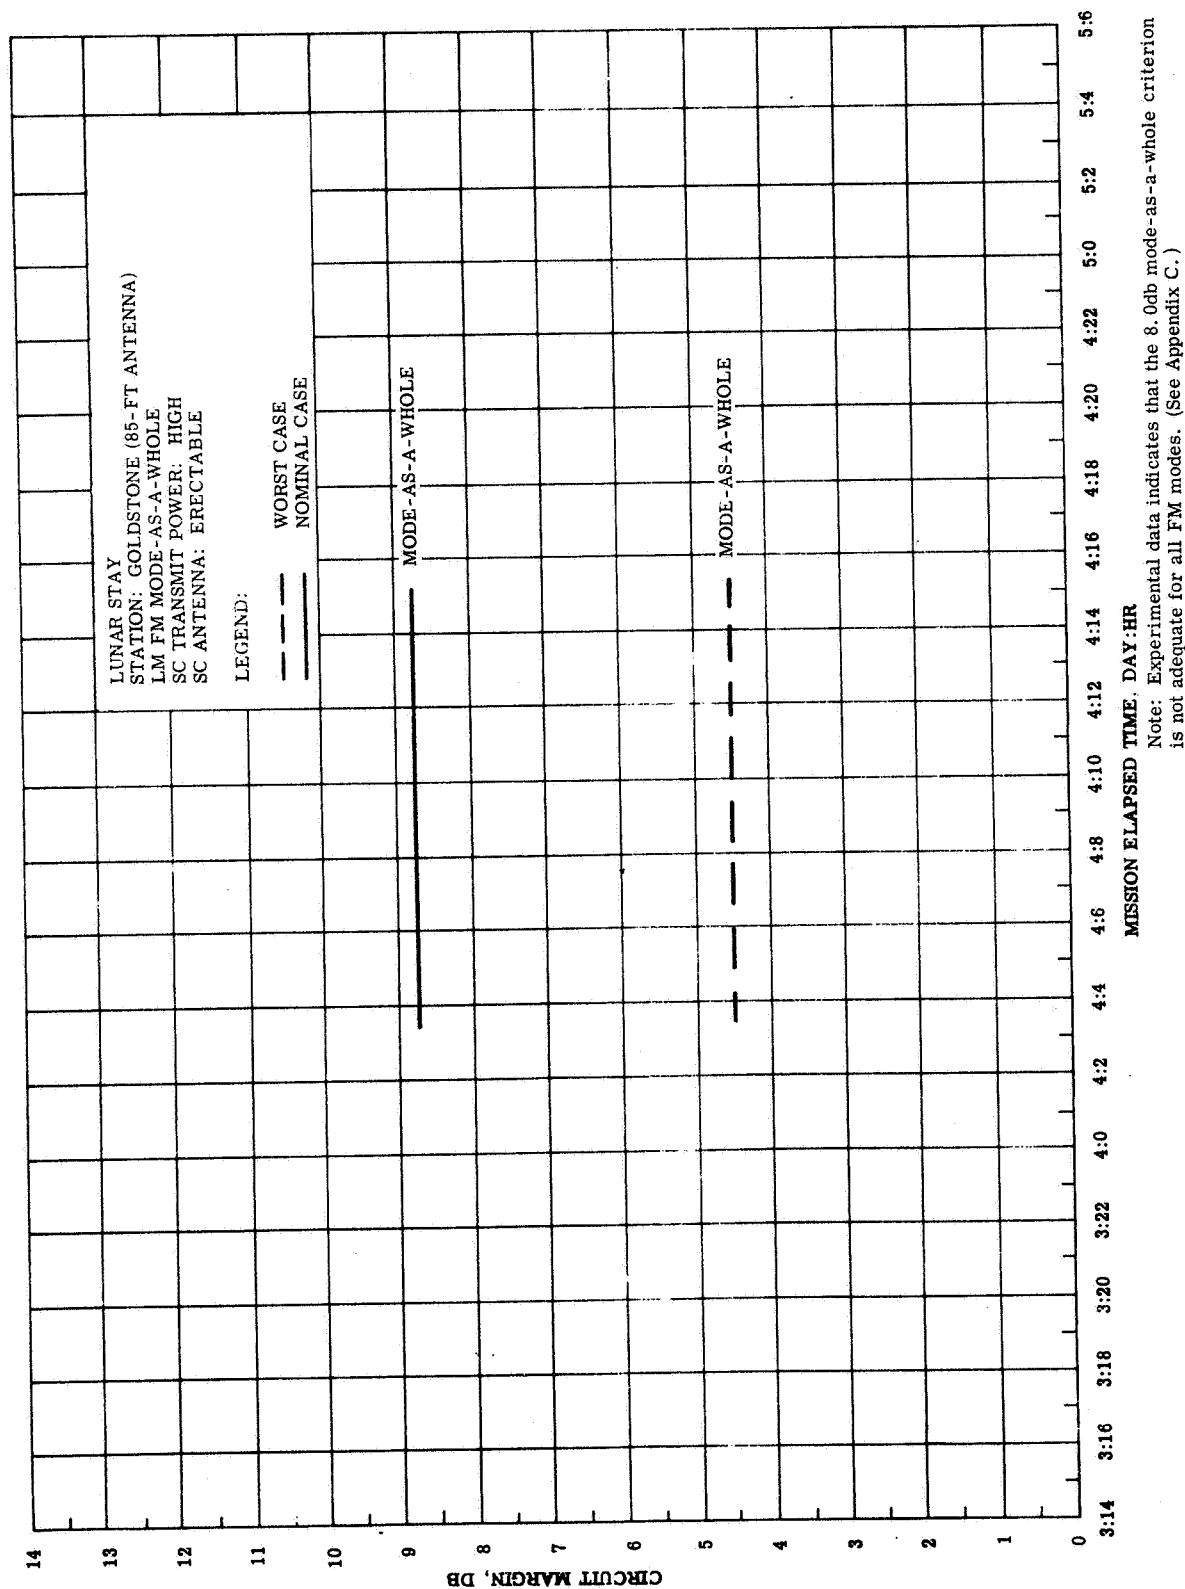 LUNAR STAY
STATION: GOLDSTONE (85-FT ANTENNA)
LM FM MODE-AS-A-WHOLE
SC TRANSMIT POWER: HIGH
SC ANTENNA: ERECTABLE
LEGEND:
WORST CASE
NOMINAL CASE
MODE-AS-A-WHOLE
MODE-AS-A-WHOLE
CIRCUIT MARGIN, DB
14
13
12
11
10
9
8
7
6
5
4
3
2
1
0
3:14
3:16
3:18
3:20
3:22
4:0
4:2
4:4
4:6
4:8
4:10
4:12
4:14
4:16
4:18
4:20
4:22
5:0
5:2
5:4
5:6
MISSION ELAPSED TIME, DAY:HR
Note: Experimental data indicates that the 8.0db mode-as-a-whole criterion
is not adequate for all FM modes. (See Appendix C.)